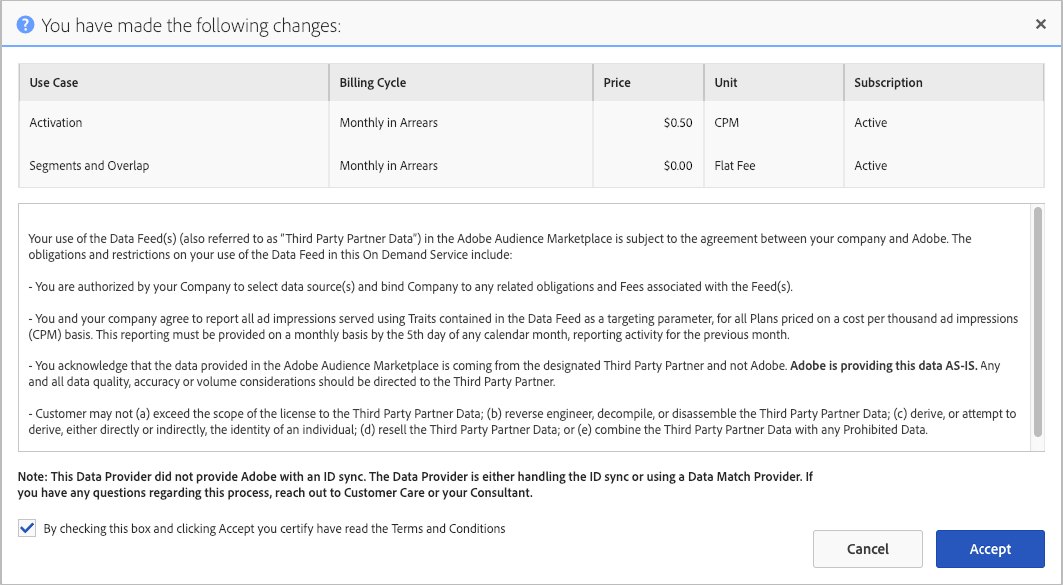 You have made the following changes:
Use Case Billing Cycle Price Unit Subscription
Activation Monthly in Arrears $0.50 CPM Active
Segments and Overlap Monthly in Arrears $0.00 Flat Fee Active
Your use of the Data Feed(s) (also referred to as "Third Party Partner Data") in the Adobe Audience Marketplace is subject to the agreement between your company and Adobe. The
obligations and restrictions on your use of the Data Feed in this On Demand Service include:
- You are authorized by your Company to select data source(s) and bind Company to any related obligations and Fees associated with the Feed(s).
- You and your company agree to report all ad impressions served using Traits contained in the Data Feed as a targeting parameter, for all Plans priced on a cost per thousand ad impressions
(CPM) basis. This reporting must be provided on a monthly basis by the 5th day of any calendar month, reporting activity for the previous month.
- You acknowledge that the data provided in the Adobe Audience Marketplace is coming from the designated Third Party Partner and not Adobe. Adobe is providing this data AS-IS. Any
and all data quality, accuracy or volume considerations should be directed to the Third Party Partner.
- Customer may not (a) exceed the scope of the license to the Third Party Partner Data; (b) reverse engineer, decompile, or disassemble the Third Party Partner Data; (c) derive, or attempt to
derive, either directly or indirectly, the identity of an individual; (d) resell the Third Party Partner Data; or (e) combine the Third Party Partner Data with any Prohibited Data.
Note: This Data Provider did not provide Adobe with an ID sync. The Data Provider is either handling the ID sync or using a Data Match Provider. If
you have any questions regarding this process, reach out to Customer Care or your Consultant.
By checking this box and clicking Accept you certify have read the Terms and Conditions
Cancel Accept